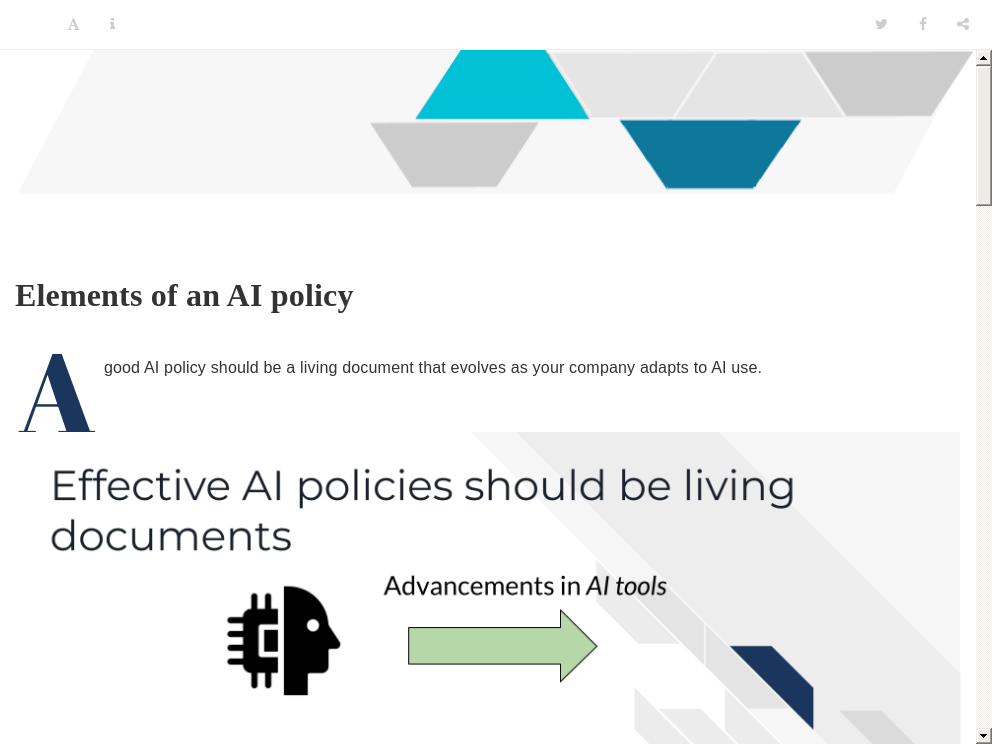 Elements of an AI policy
A good AI policy should be a living document that evolves as your company adapts to AI use.
Effective AI policies should be living
documents
Advancements in AI tools